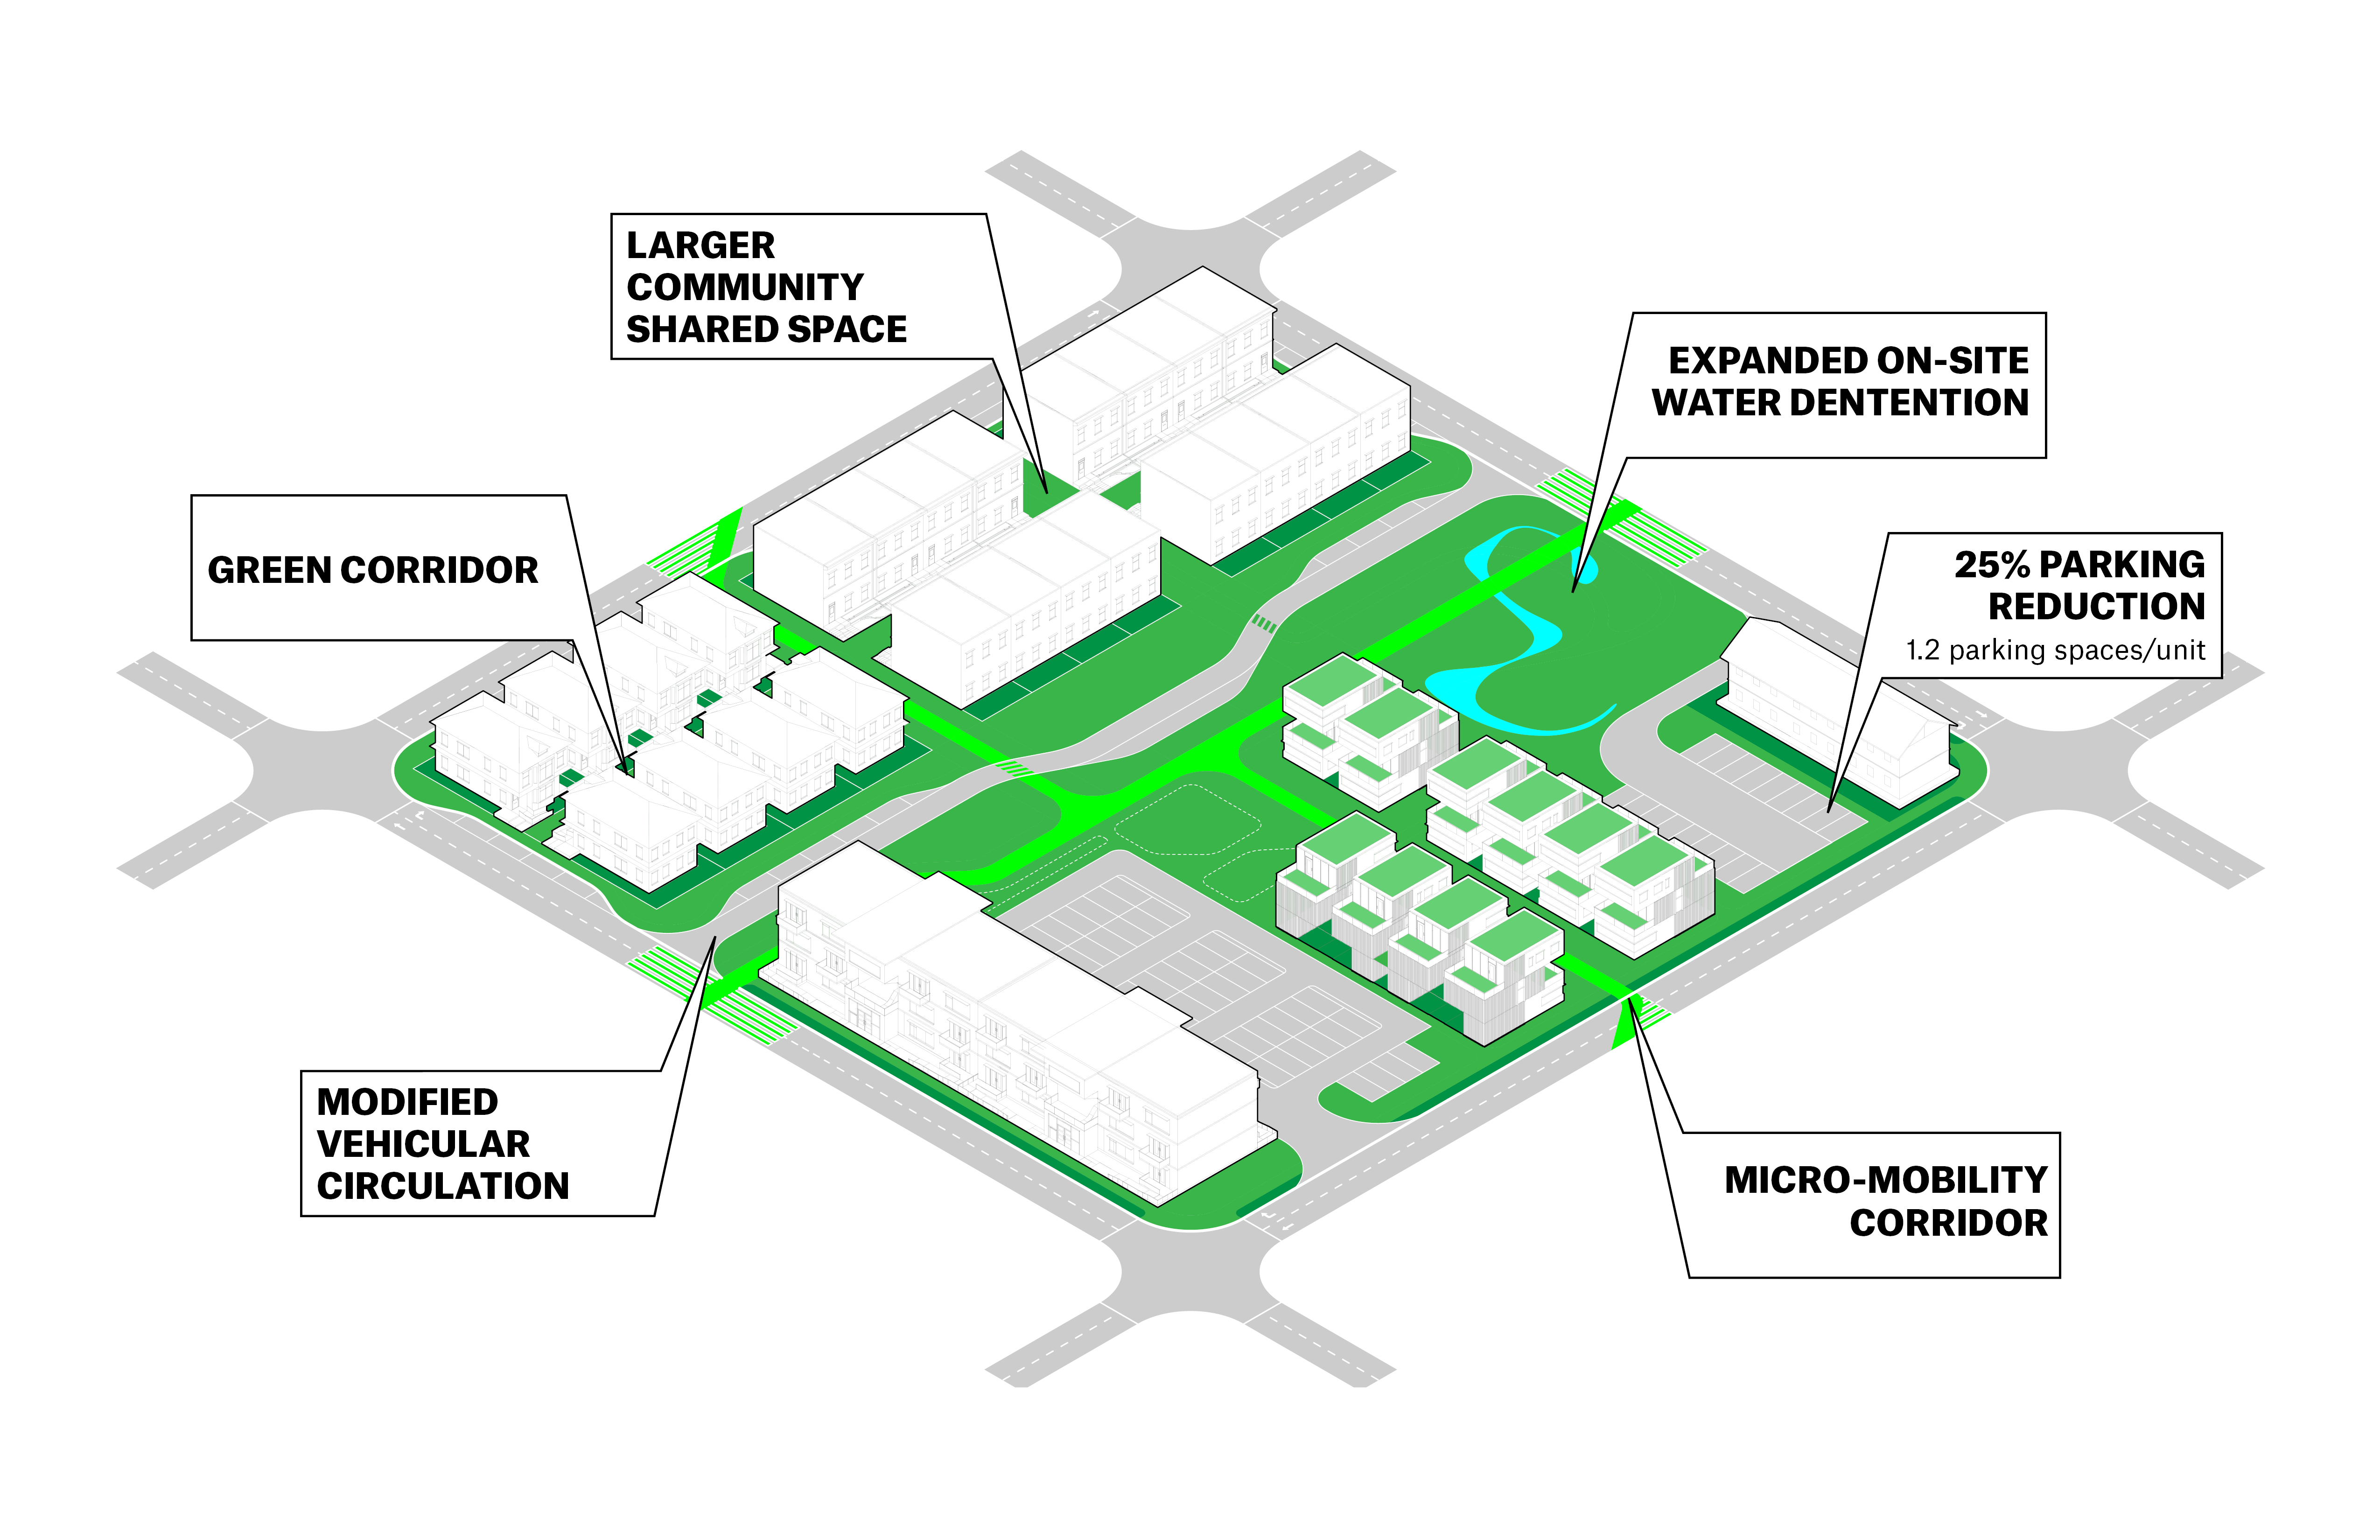 LARGER
COMMUNITY
SHARED SPACE
EXPANDED ON-SITE
WATER DENTENTION
GREEN CORRIDOR
25% PARKING
REDUCTION
1.2 parking spaces/unit
MODIFIED
VEHICULAR
CIRCULATION
MICRO-MOBILITY
CORRIDOR